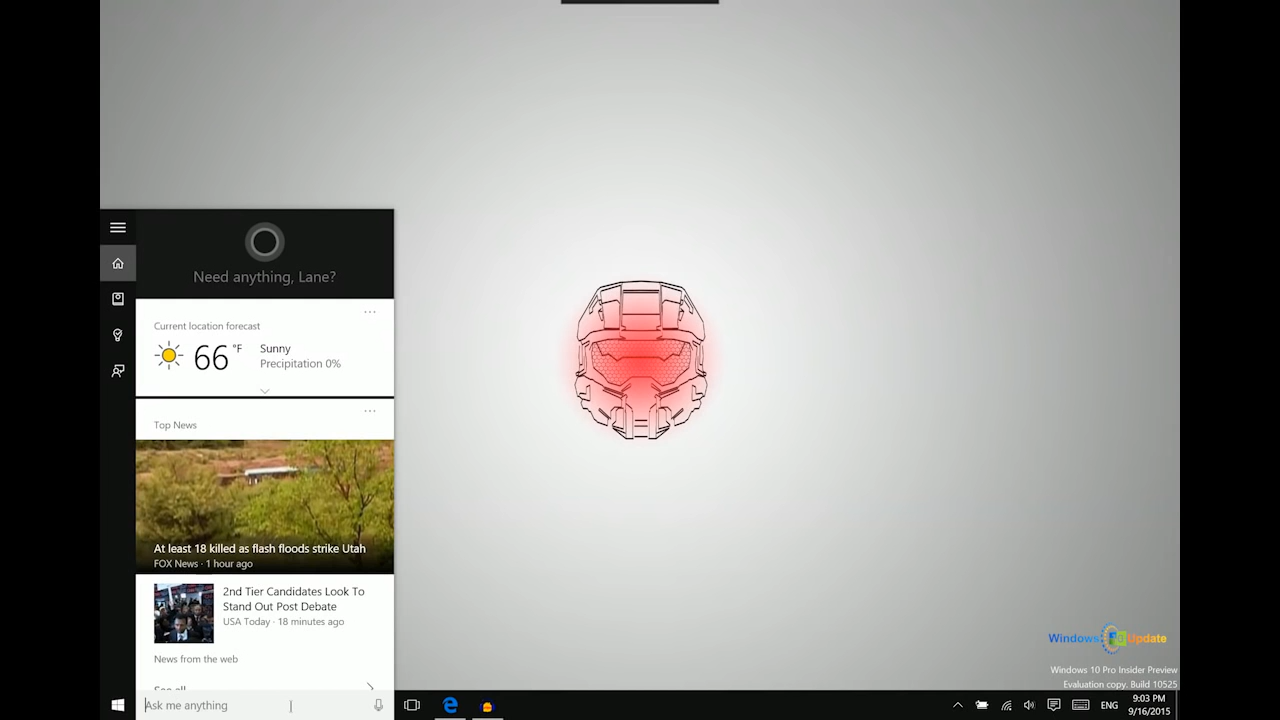 Need anything, Lane?
Current location forecast
66 °F
Sunny
Precipitation 0%
Top News
At least 18 killed as flash floods strike Utah
FOX News · 1 hour ago
2nd Tier Candidates Look To
Stand Out Post Debate
USA Today · 18 minutes ago
News from the web
See all
Ask me anything
Windows Update
Windows 10 Pro Insider Preview
Evaluation copy. Build 10525
ENG
9:03 PM
9/16/2015